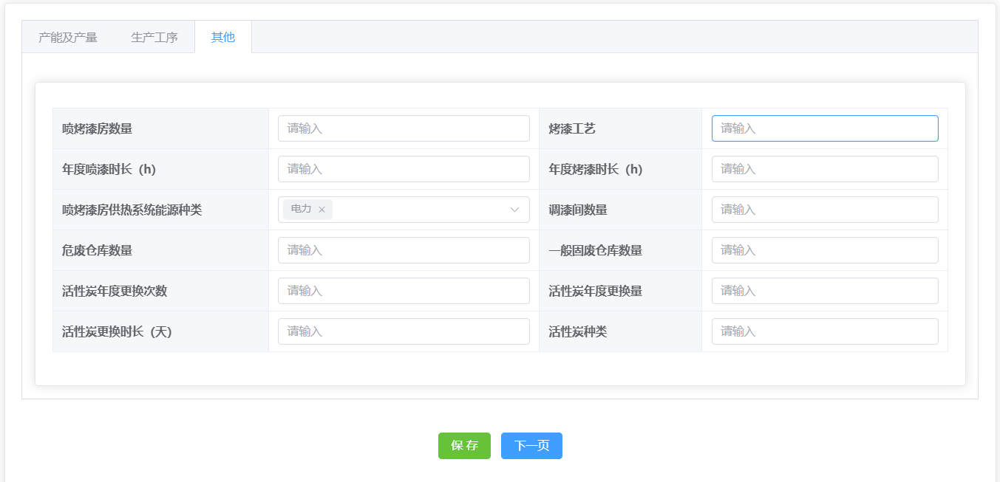 产能及产量 生产工序 其他
喷烤漆房数量 请输入 烤漆工艺 请输入
年度喷漆时长（h） 请输入 年度烤漆时长（h） 请输入
喷烤漆房供热系统能源种类 电力 × 调漆间数量 请输入
危废仓库数量 请输入 一般固废仓库数量 请输入
活性炭年度更换次数 请输入 活性炭年度更换量 请输入
活性炭更换时长（天） 请输入 活性炭种类 请输入
保存 下一页